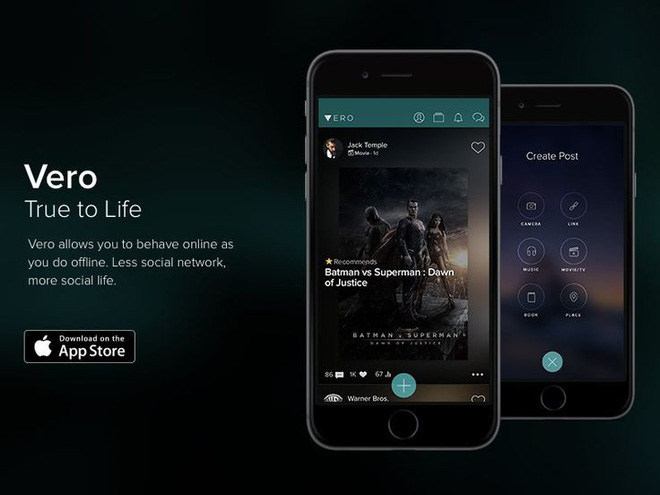 Vero
True to Life
Vero allows you to behave online as
you do offline. Less social network,
more social life.
Download on the
App Store
VERO
Jack Temple
Movie · 1d
Recommends
Batman vs Superman : Dawn
of Justice
BATMAN V SUPERMAN
DAWN OF JUSTICE
86 1K 67
Warner Bros.
Create Post
CAMERA LINK
MUSIC MOVIE/TV
BOOK PLACE